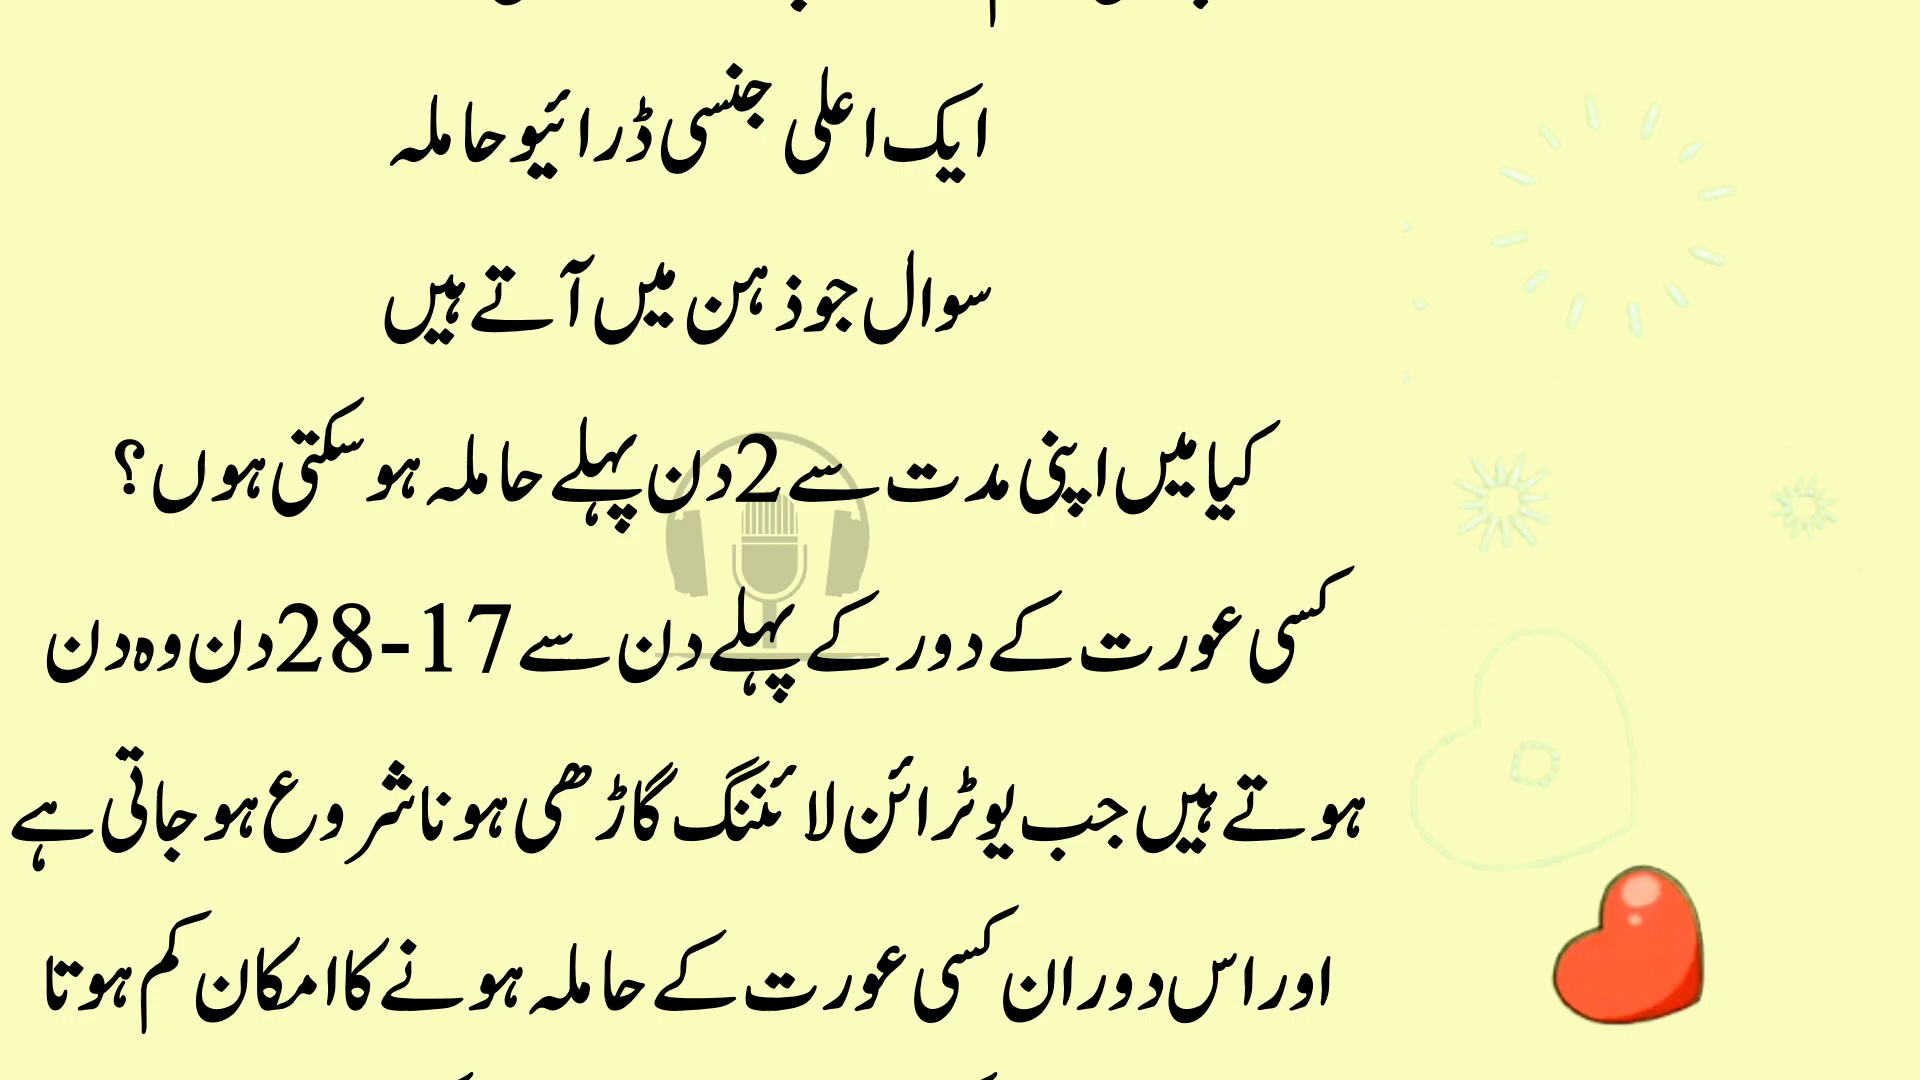 ایک اعلی جنسی ڈرائیو حاملہ
سوال جو ذہن میں آتے ہیں
کیا میں اپنی مدت سے 2 دن پہلے حاملہ ہو سکتی ہوں؟
کسی عورت کے دور کے پہلے دن سے 17-28 دن وہ دن
ہوتے ہیں جب یوٹرائن لائننگ گاڑھی ہونا شروع ہو جاتی ہے
اور اس دوران کسی عورت کے حاملہ ہونے کا امکان کم ہوتا